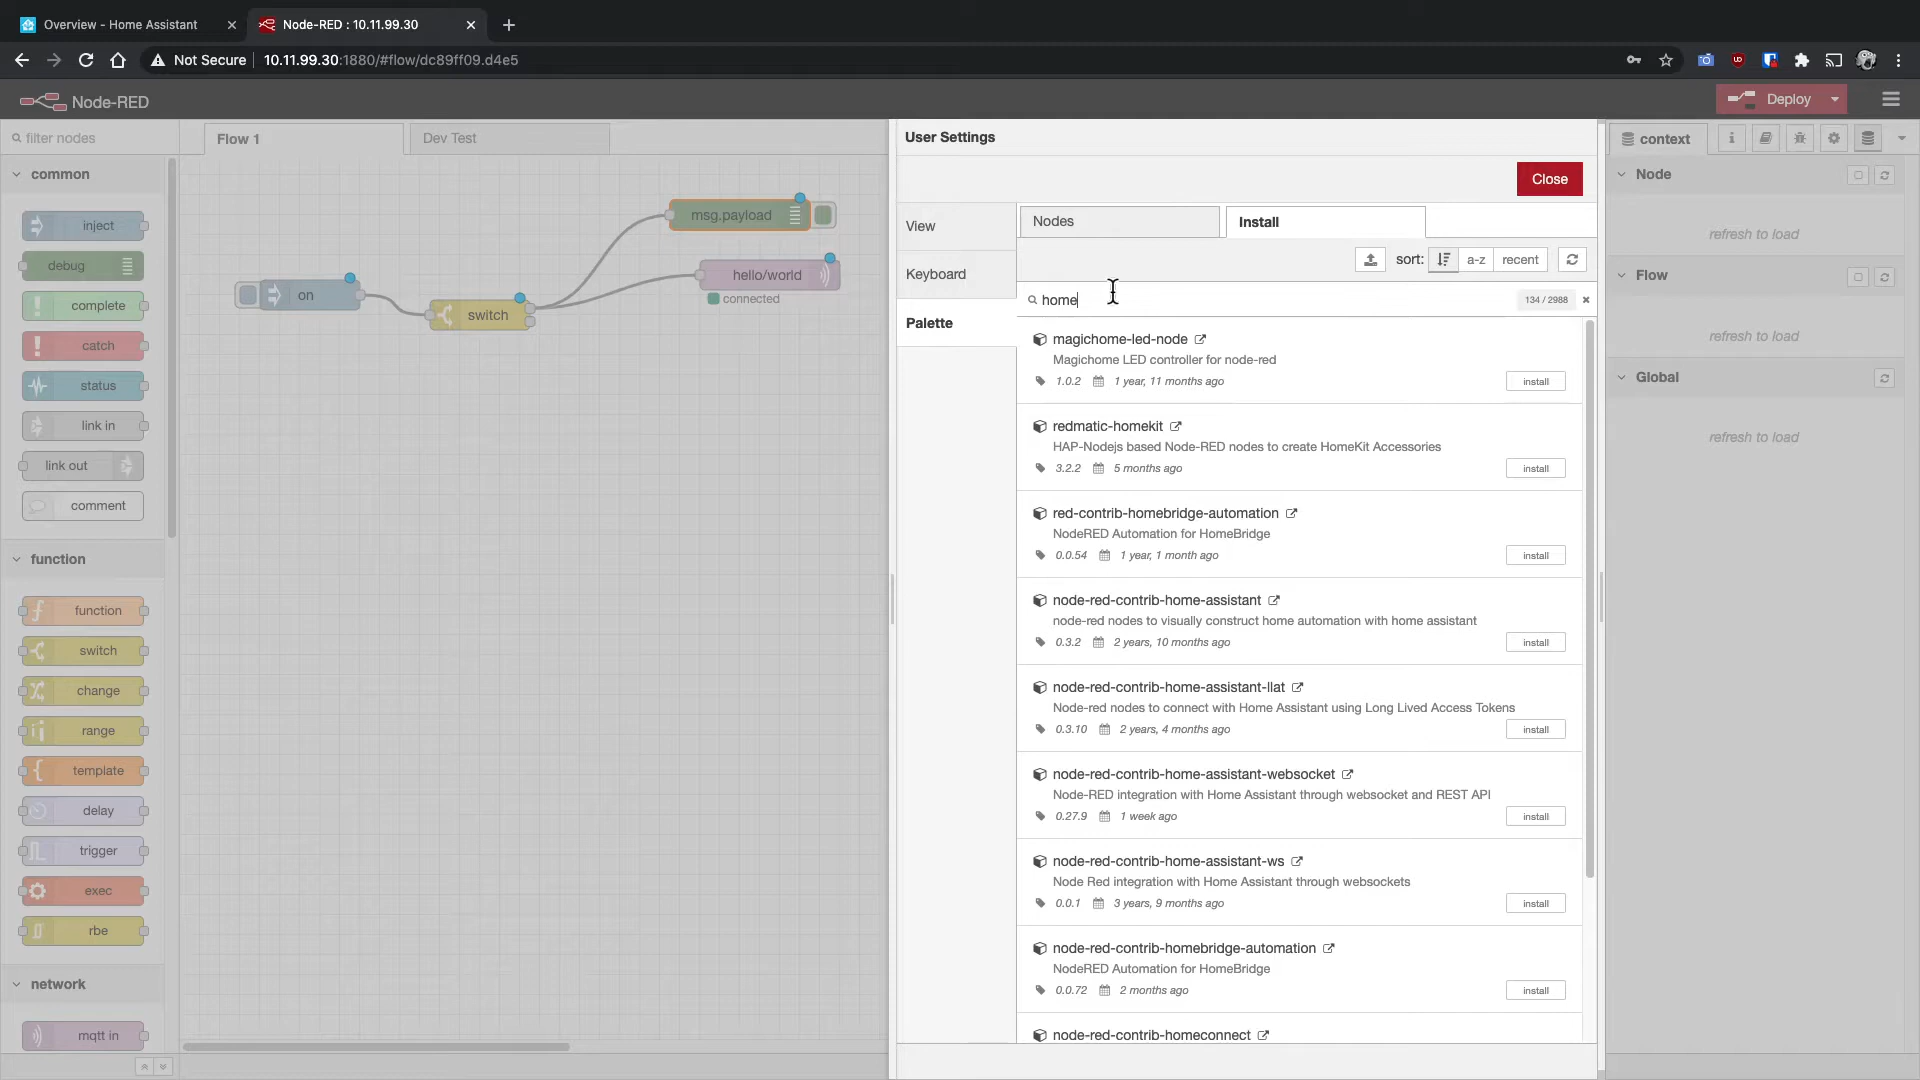 Overview - Home Assistant
Node-RED : 10.11.99.30
Not Secure
10.11.99.30:1880/#flow/dc89ff09.d4e5
Node-RED
Deploy
filter nodes
Flow 1
Dev Test
common
inject
debug
complete
catch
status
link in
link out
comment
function
function
switch
change
range
template
delay
trigger
exec
rbe
network
mqtt in
on
switch
msg.payload
hello/world
connected
User Settings
Close
View
Keyboard
Palette
Nodes
Install
sort:
a-z
recent
home
134 / 2988
magichome-led-node
Magichome LED controller for node-red
1.0.2
1 year, 11 months ago
install
redmatic-homekit
HAP-Nodejs based Node-RED nodes to create HomeKit Accessories
3.2.2
5 months ago
install
red-contrib-homebridge-automation
NodeRED Automation for HomeBridge
0.0.54
1 year, 1 month ago
install
node-red-contrib-home-assistant
node-red nodes to visually construct home automation with home assistant
0.3.2
2 years, 10 months ago
install
node-red-contrib-home-assistant-llat
Node-red nodes to connect with Home Assistant using Long Lived Access Tokens
0.3.10
2 years, 4 months ago
install
node-red-contrib-home-assistant-websocket
Node-RED integration with Home Assistant through websocket and REST API
0.27.9
1 week ago
install
node-red-contrib-home-assistant-ws
Node Red integration with Home Assistant through websockets
0.0.1
3 years, 9 months ago
install
node-red-contrib-homebridge-automation
NodeRED Automation for HomeBridge
0.0.72
2 months ago
install
node-red-contrib-homeconnect
context
Node
refresh to load
Flow
refresh to load
Global
refresh to load